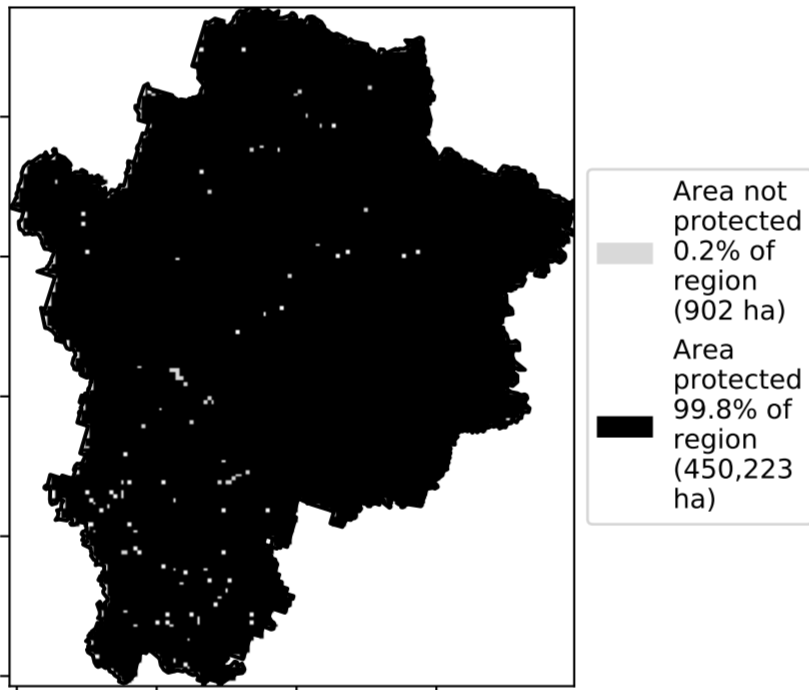 Area not
protected
0.2% of
region
(902 ha)
Area
protected
99.8% of
region
(450,223
ha)